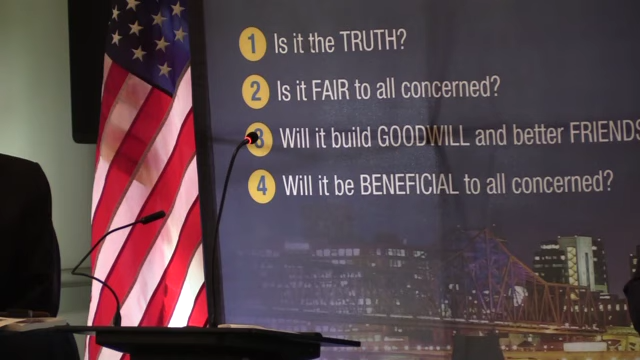 1 Is it the TRUTH?
2 Is it FAIR to all concerned?
3 Will it build GOODWILL and better FRIENDS
4 Will it be BENEFICIAL to all concerned?